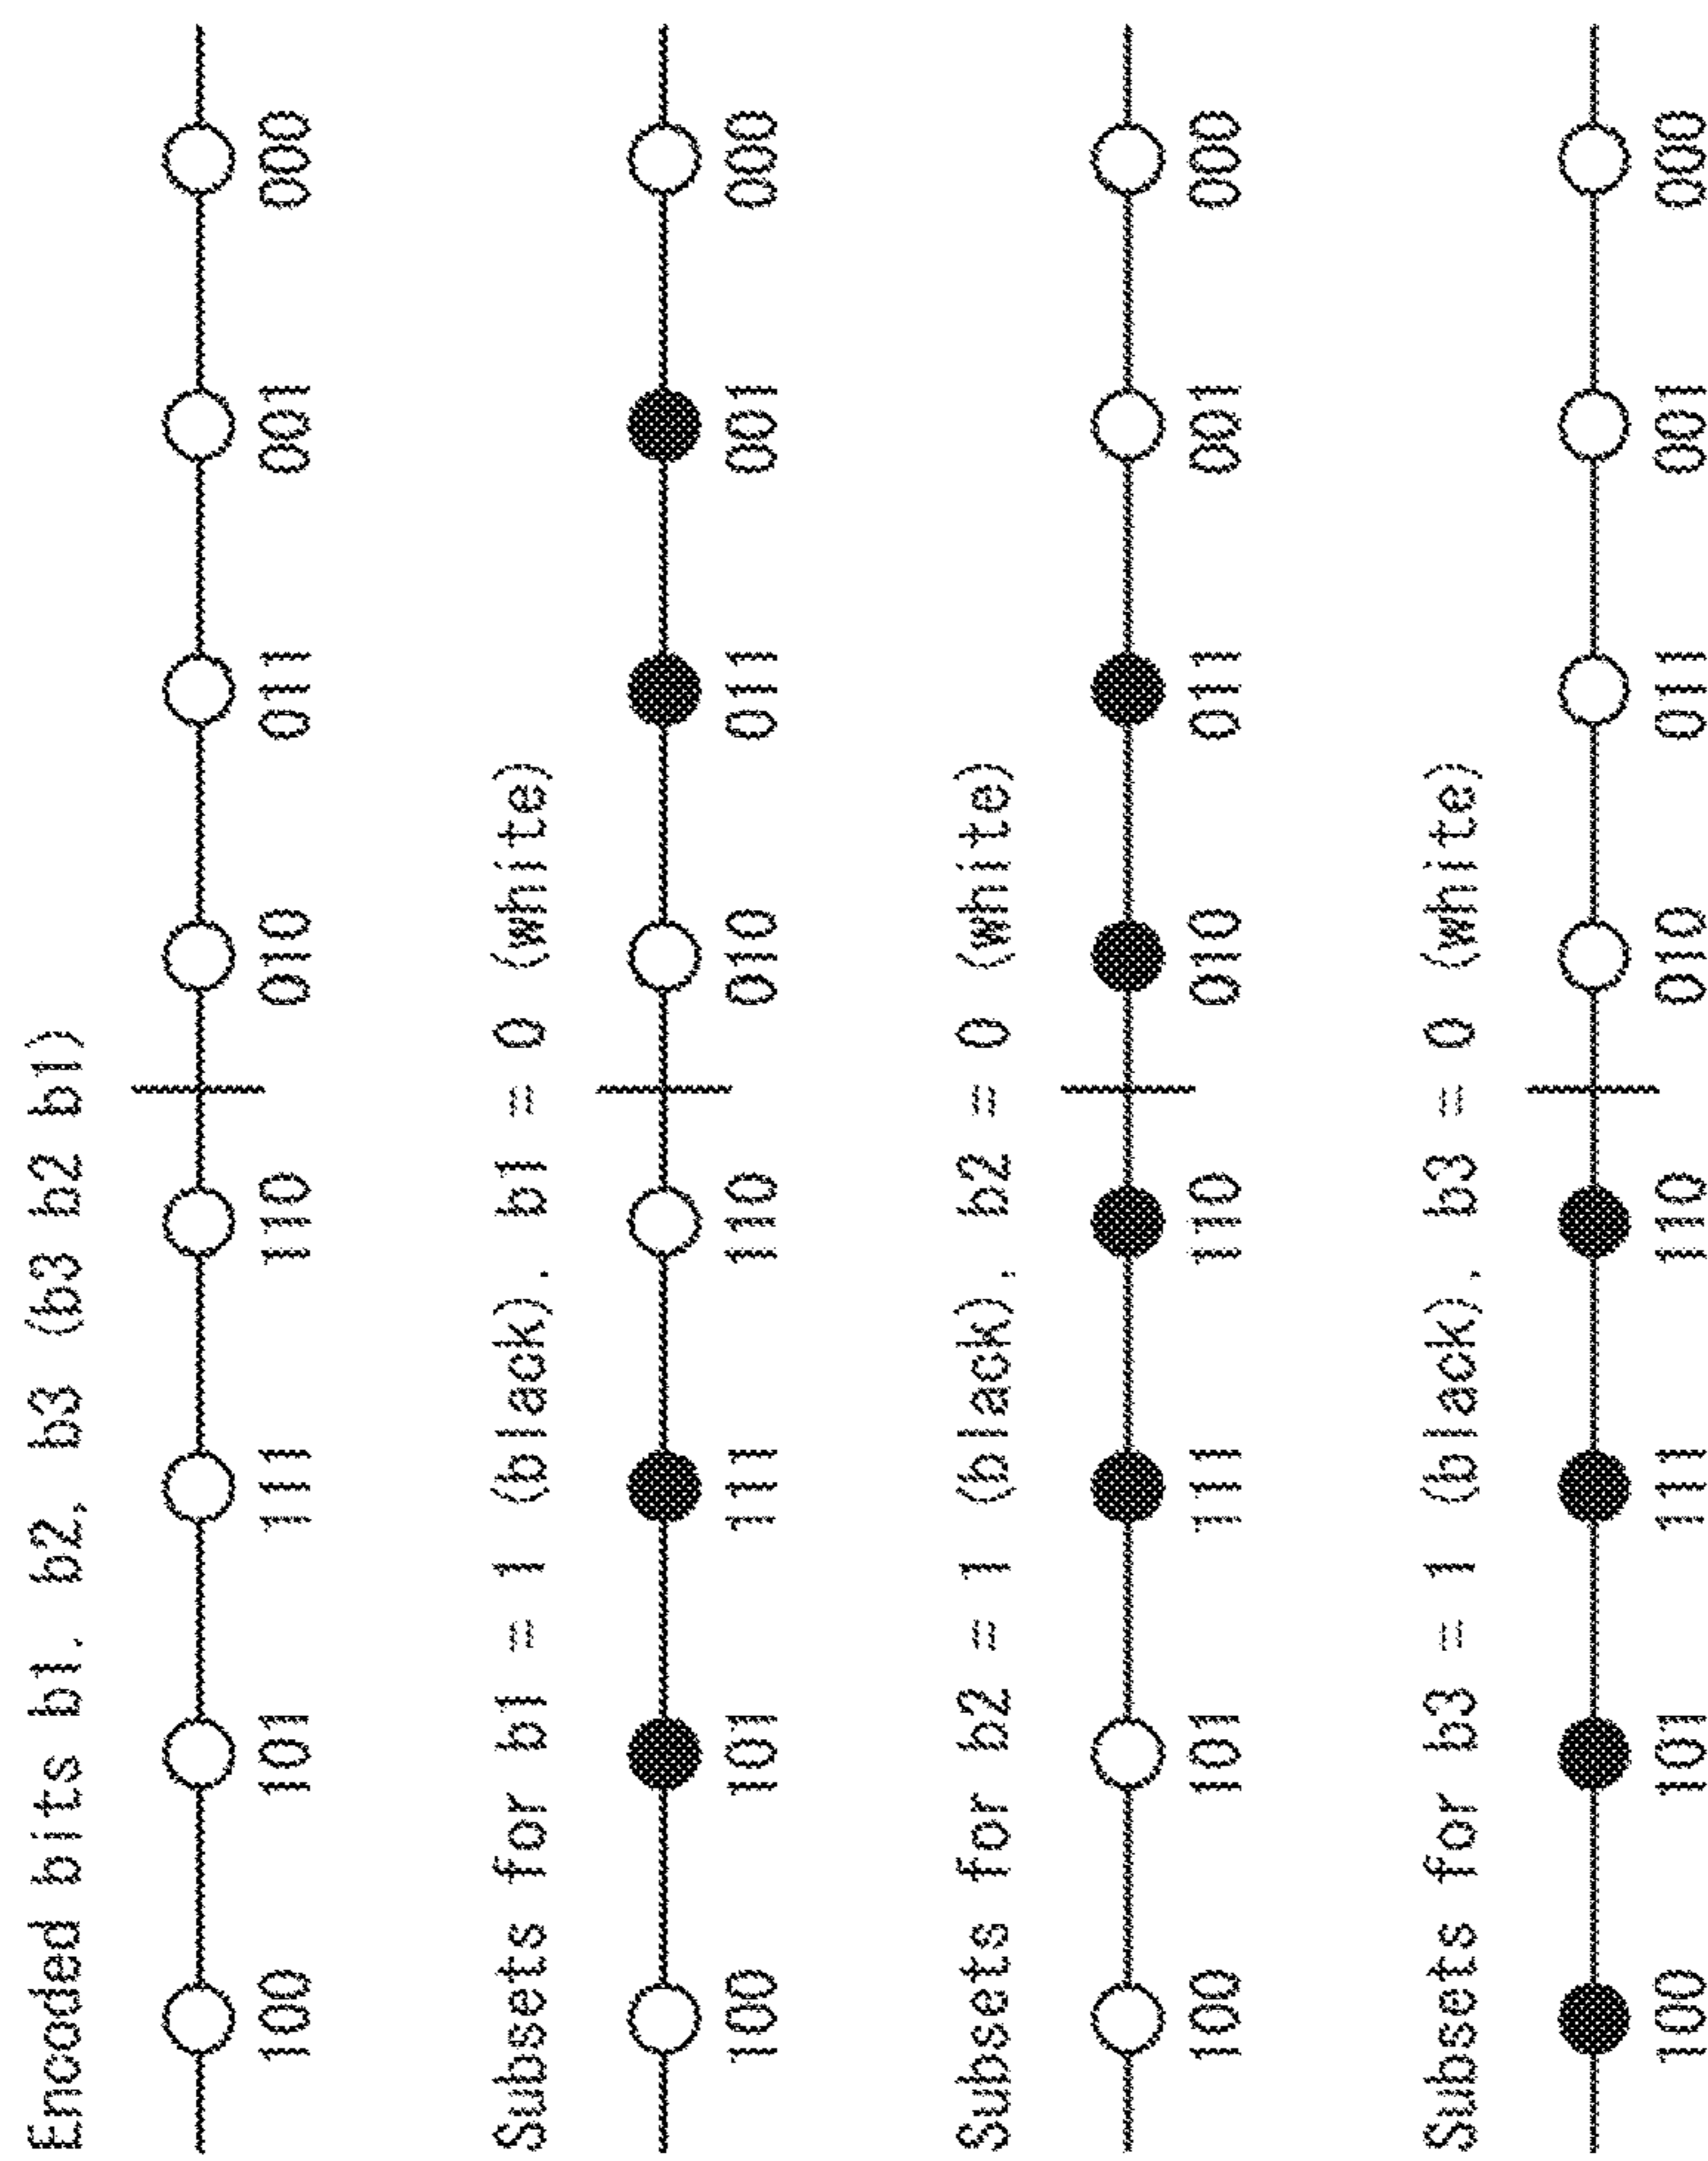 Encoded bits b1, b2, b3 (b3 b2 b1)
100 101 111 110 010 011 001 000
Subsets for b1 = 1 (black), b1 = 0 (white)
100 101 111 110 010 011 001 000
Subsets for b2 = 1 (black), b2 = 0 (white)
100 101 111 110 010 011 001 000
Subsets for b3 = 1 (black), b3 = 0 (white)
100 101 111 110 010 011 001 000